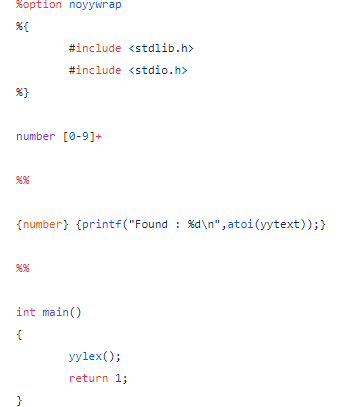 %option noyywrap
%{
#include <stdlib.h>
#include <stdio.h>
%}
number [0-9]+
%%
{number} {printf("Found : %d\n",atoi(yytext));}
%%
int main()
{
yylex();
return 1;
}